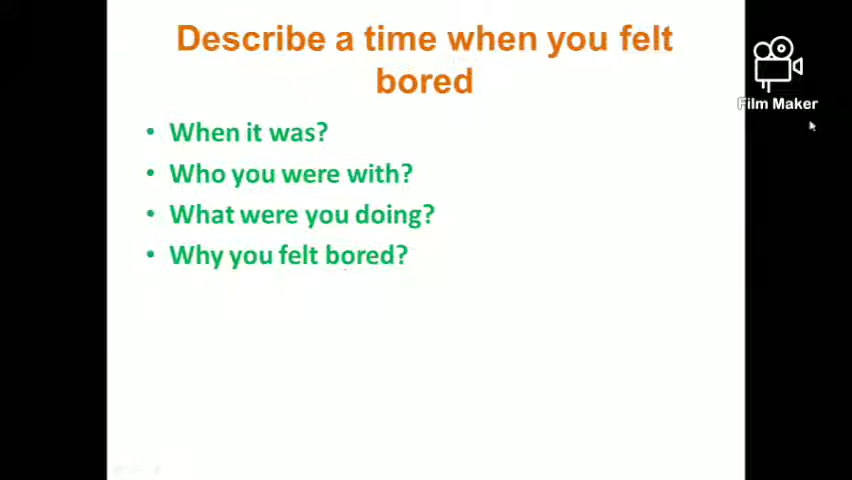 Describe a time when you felt
bored
• When it was?
• Who you were with?
• What were you doing?
• Why you felt bored?
Film Maker